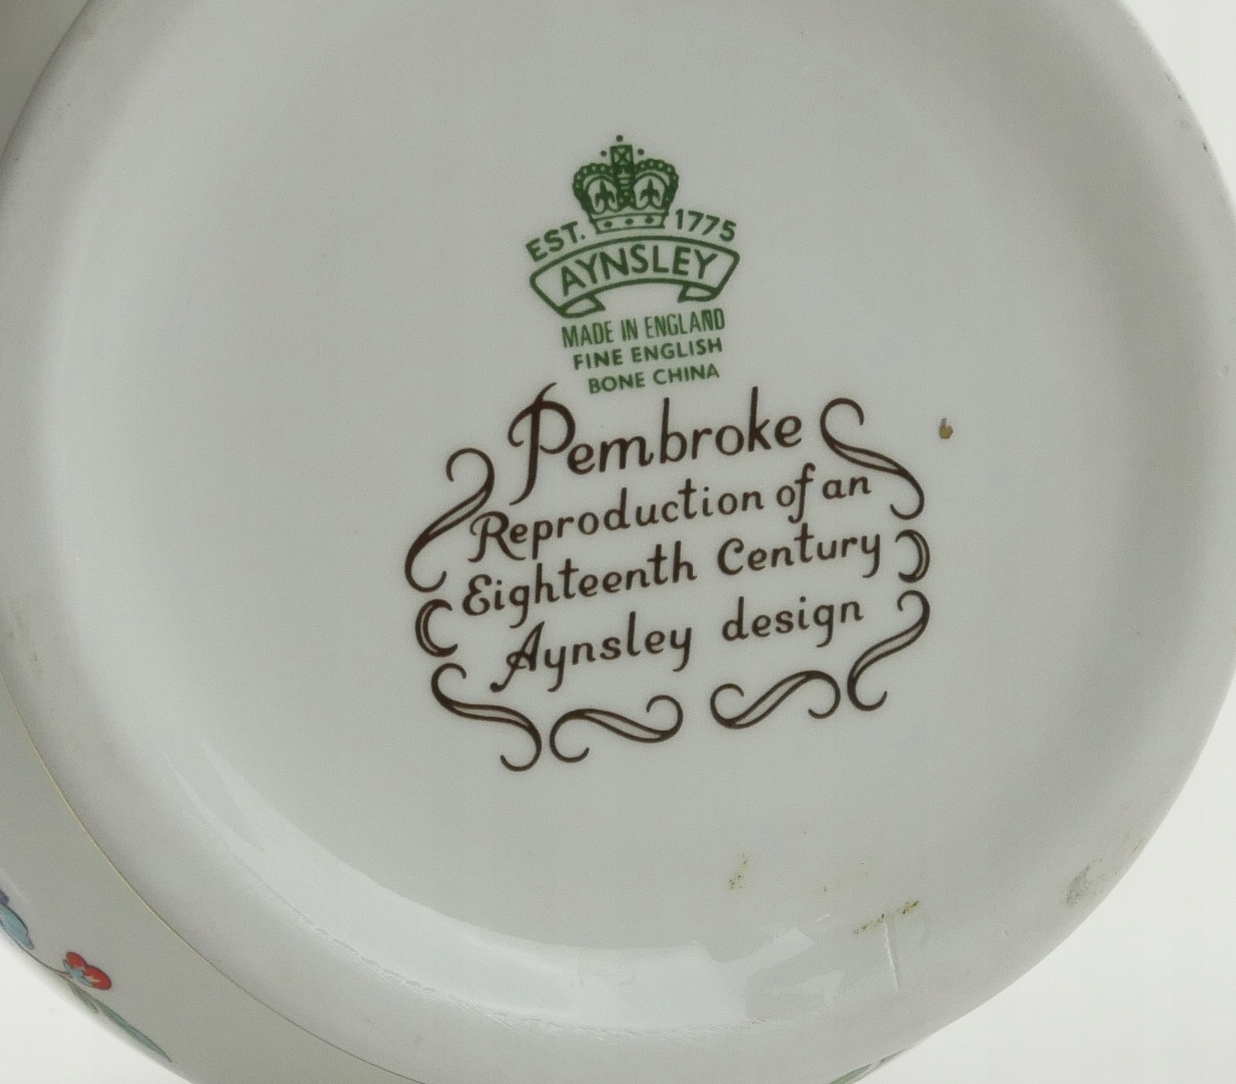 EST. 1775
AYNSLEY
MADE IN ENGLAND
FINE ENGLISH
BONE CHINA
Pembroke
Reproduction of an
Eighteenth Century
Aynsley design